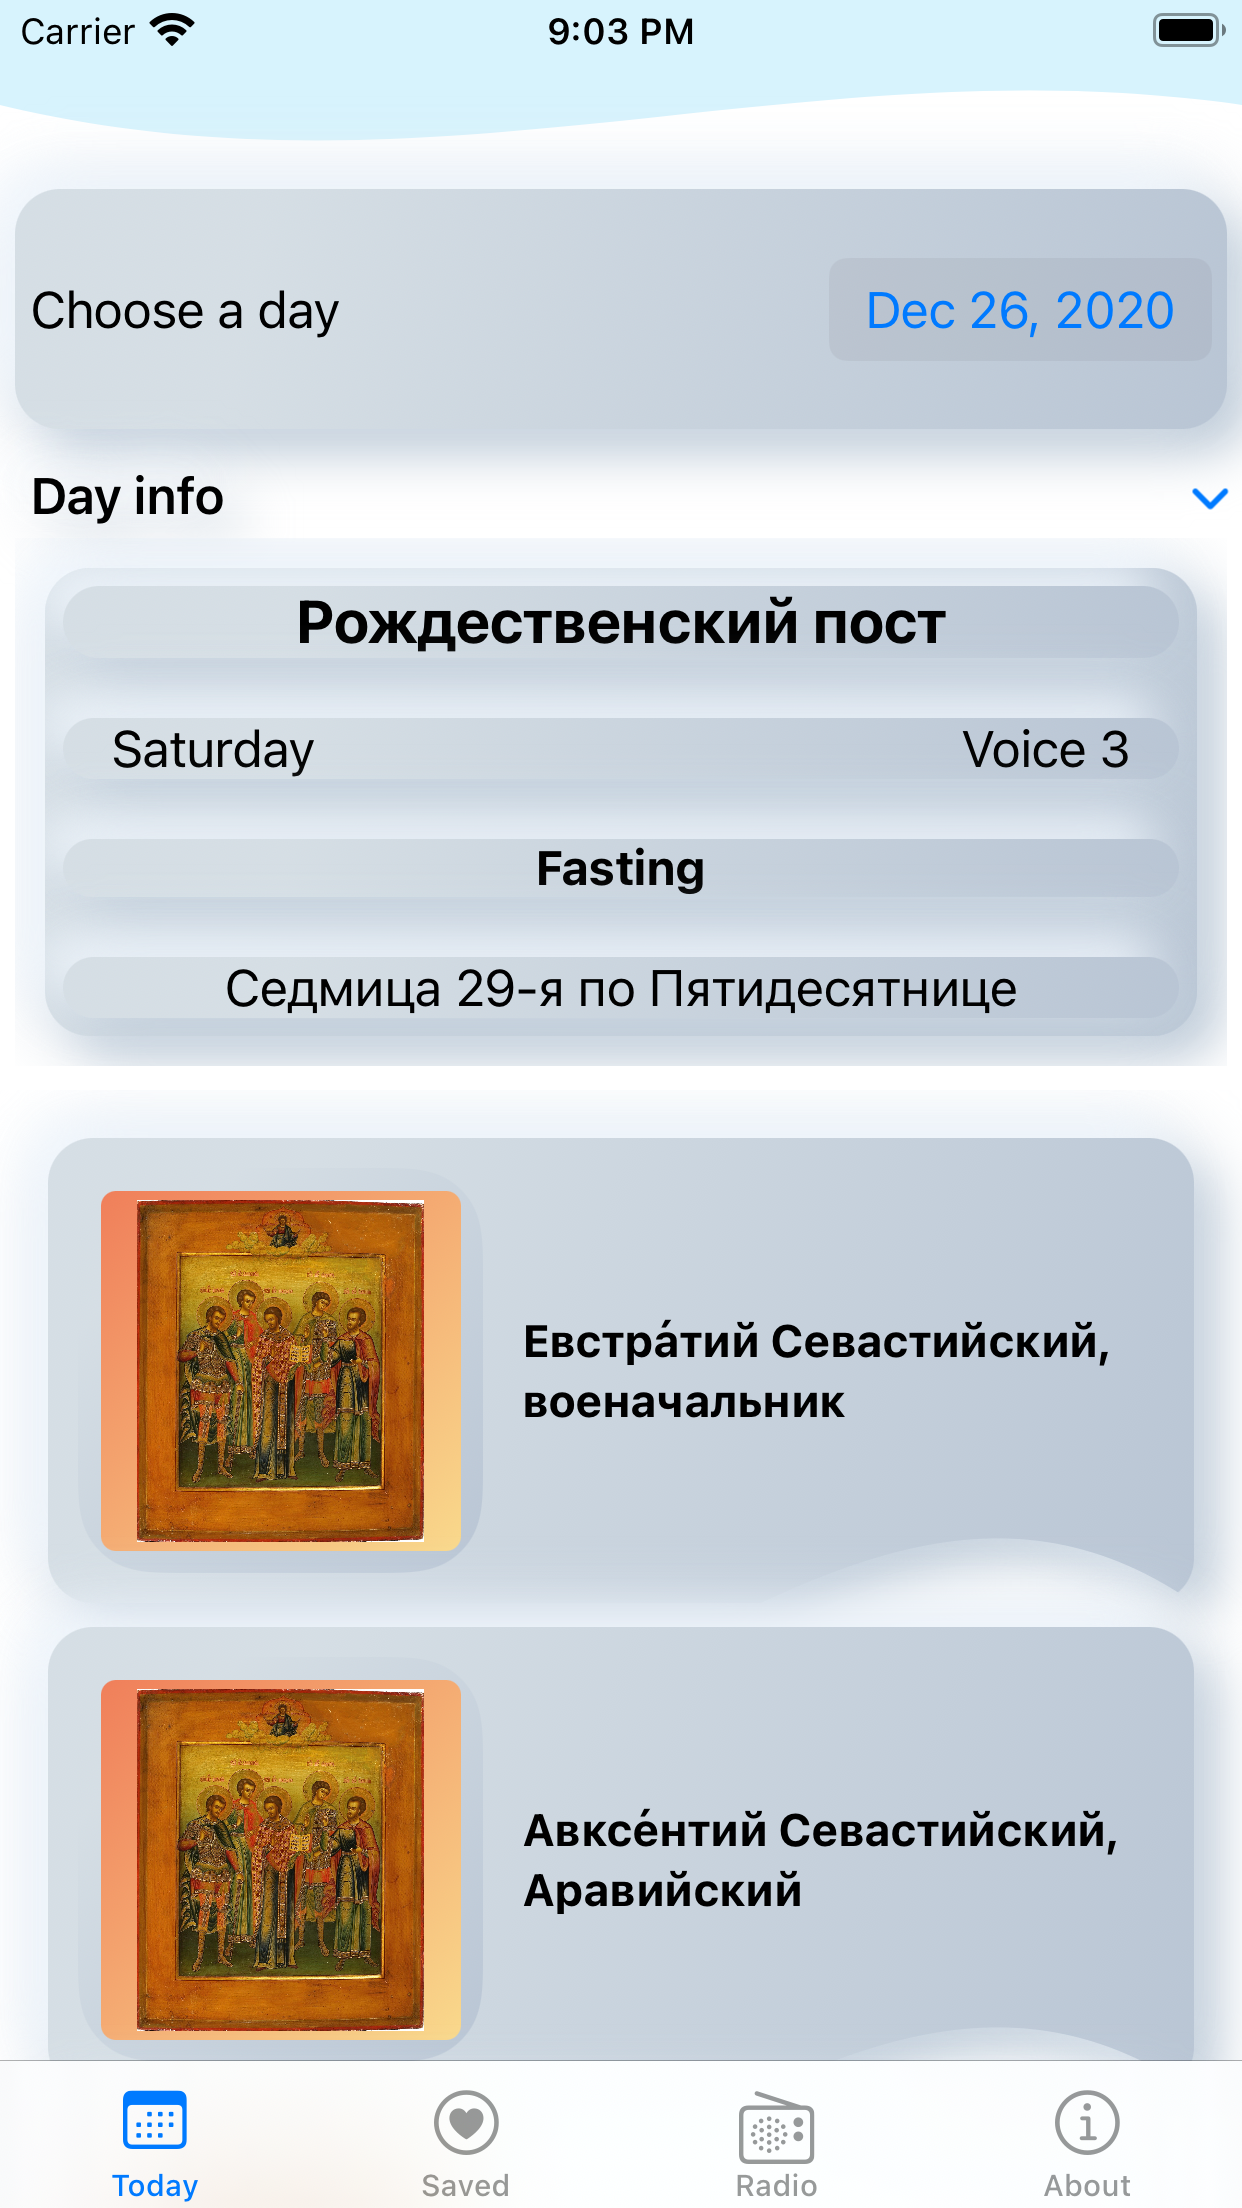 Carrier 9:03 PM
Choose a day Dec 26, 2020
Day info
Рождественский пост
Saturday Voice 3
Fasting
Седмица 29-я по Пятидесятнице
Евстра́тий Севастийский,
военачальник
Авксе́нтий Севастийский,
Аравийский
Today Saved Radio About